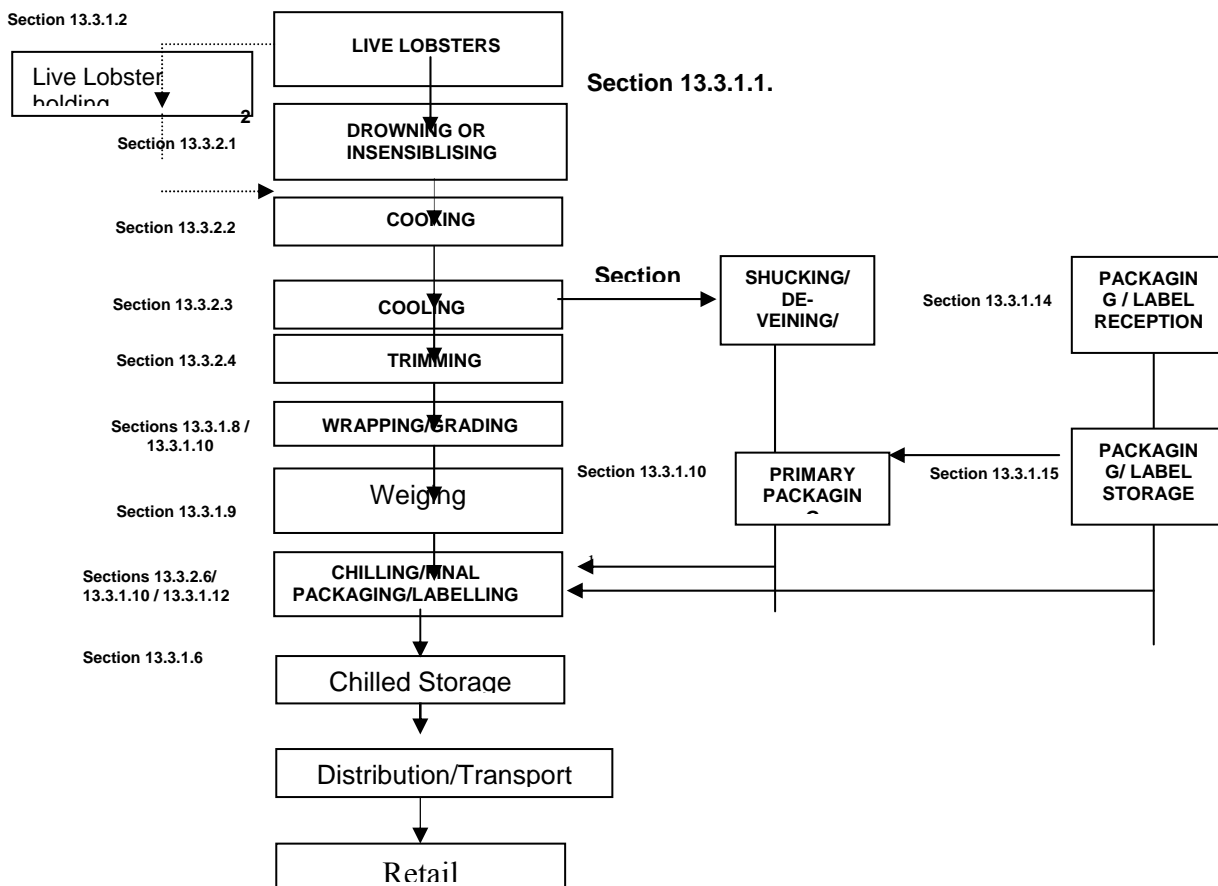 Section 13.3.1.2
LIVE LOBSTERS
Live Lobster
holding
2
Section 13.3.1.1.
Section 13.3.2.1
DROWNING OR
INSENSIBLISING
Section 13.3.2.2
COOKING
Section 13.3.2.3
COOLING
Section
SHUCKING/
DE-
VEINING/
Section 13.3.1.14
PACKAGIN
G / LABEL
RECEPTION
Section 13.3.2.4
TRIMMING
Sections 13.3.1.8 /
13.3.1.10
WRAPPING/GRADING
Section 13.3.1.10
PRIMARY
PACKAGIN
Section 13.3.1.15
PACKAGIN
G/ LABEL
STORAGE
Section 13.3.1.9
Weighing
Sections 13.3.2.6/
13.3.1.10 / 13.3.1.12
CHILLING/FINAL
PACKAGING/LABELLING
Section 13.3.1.6
Chilled Storage
Distribution/Transport
Retail